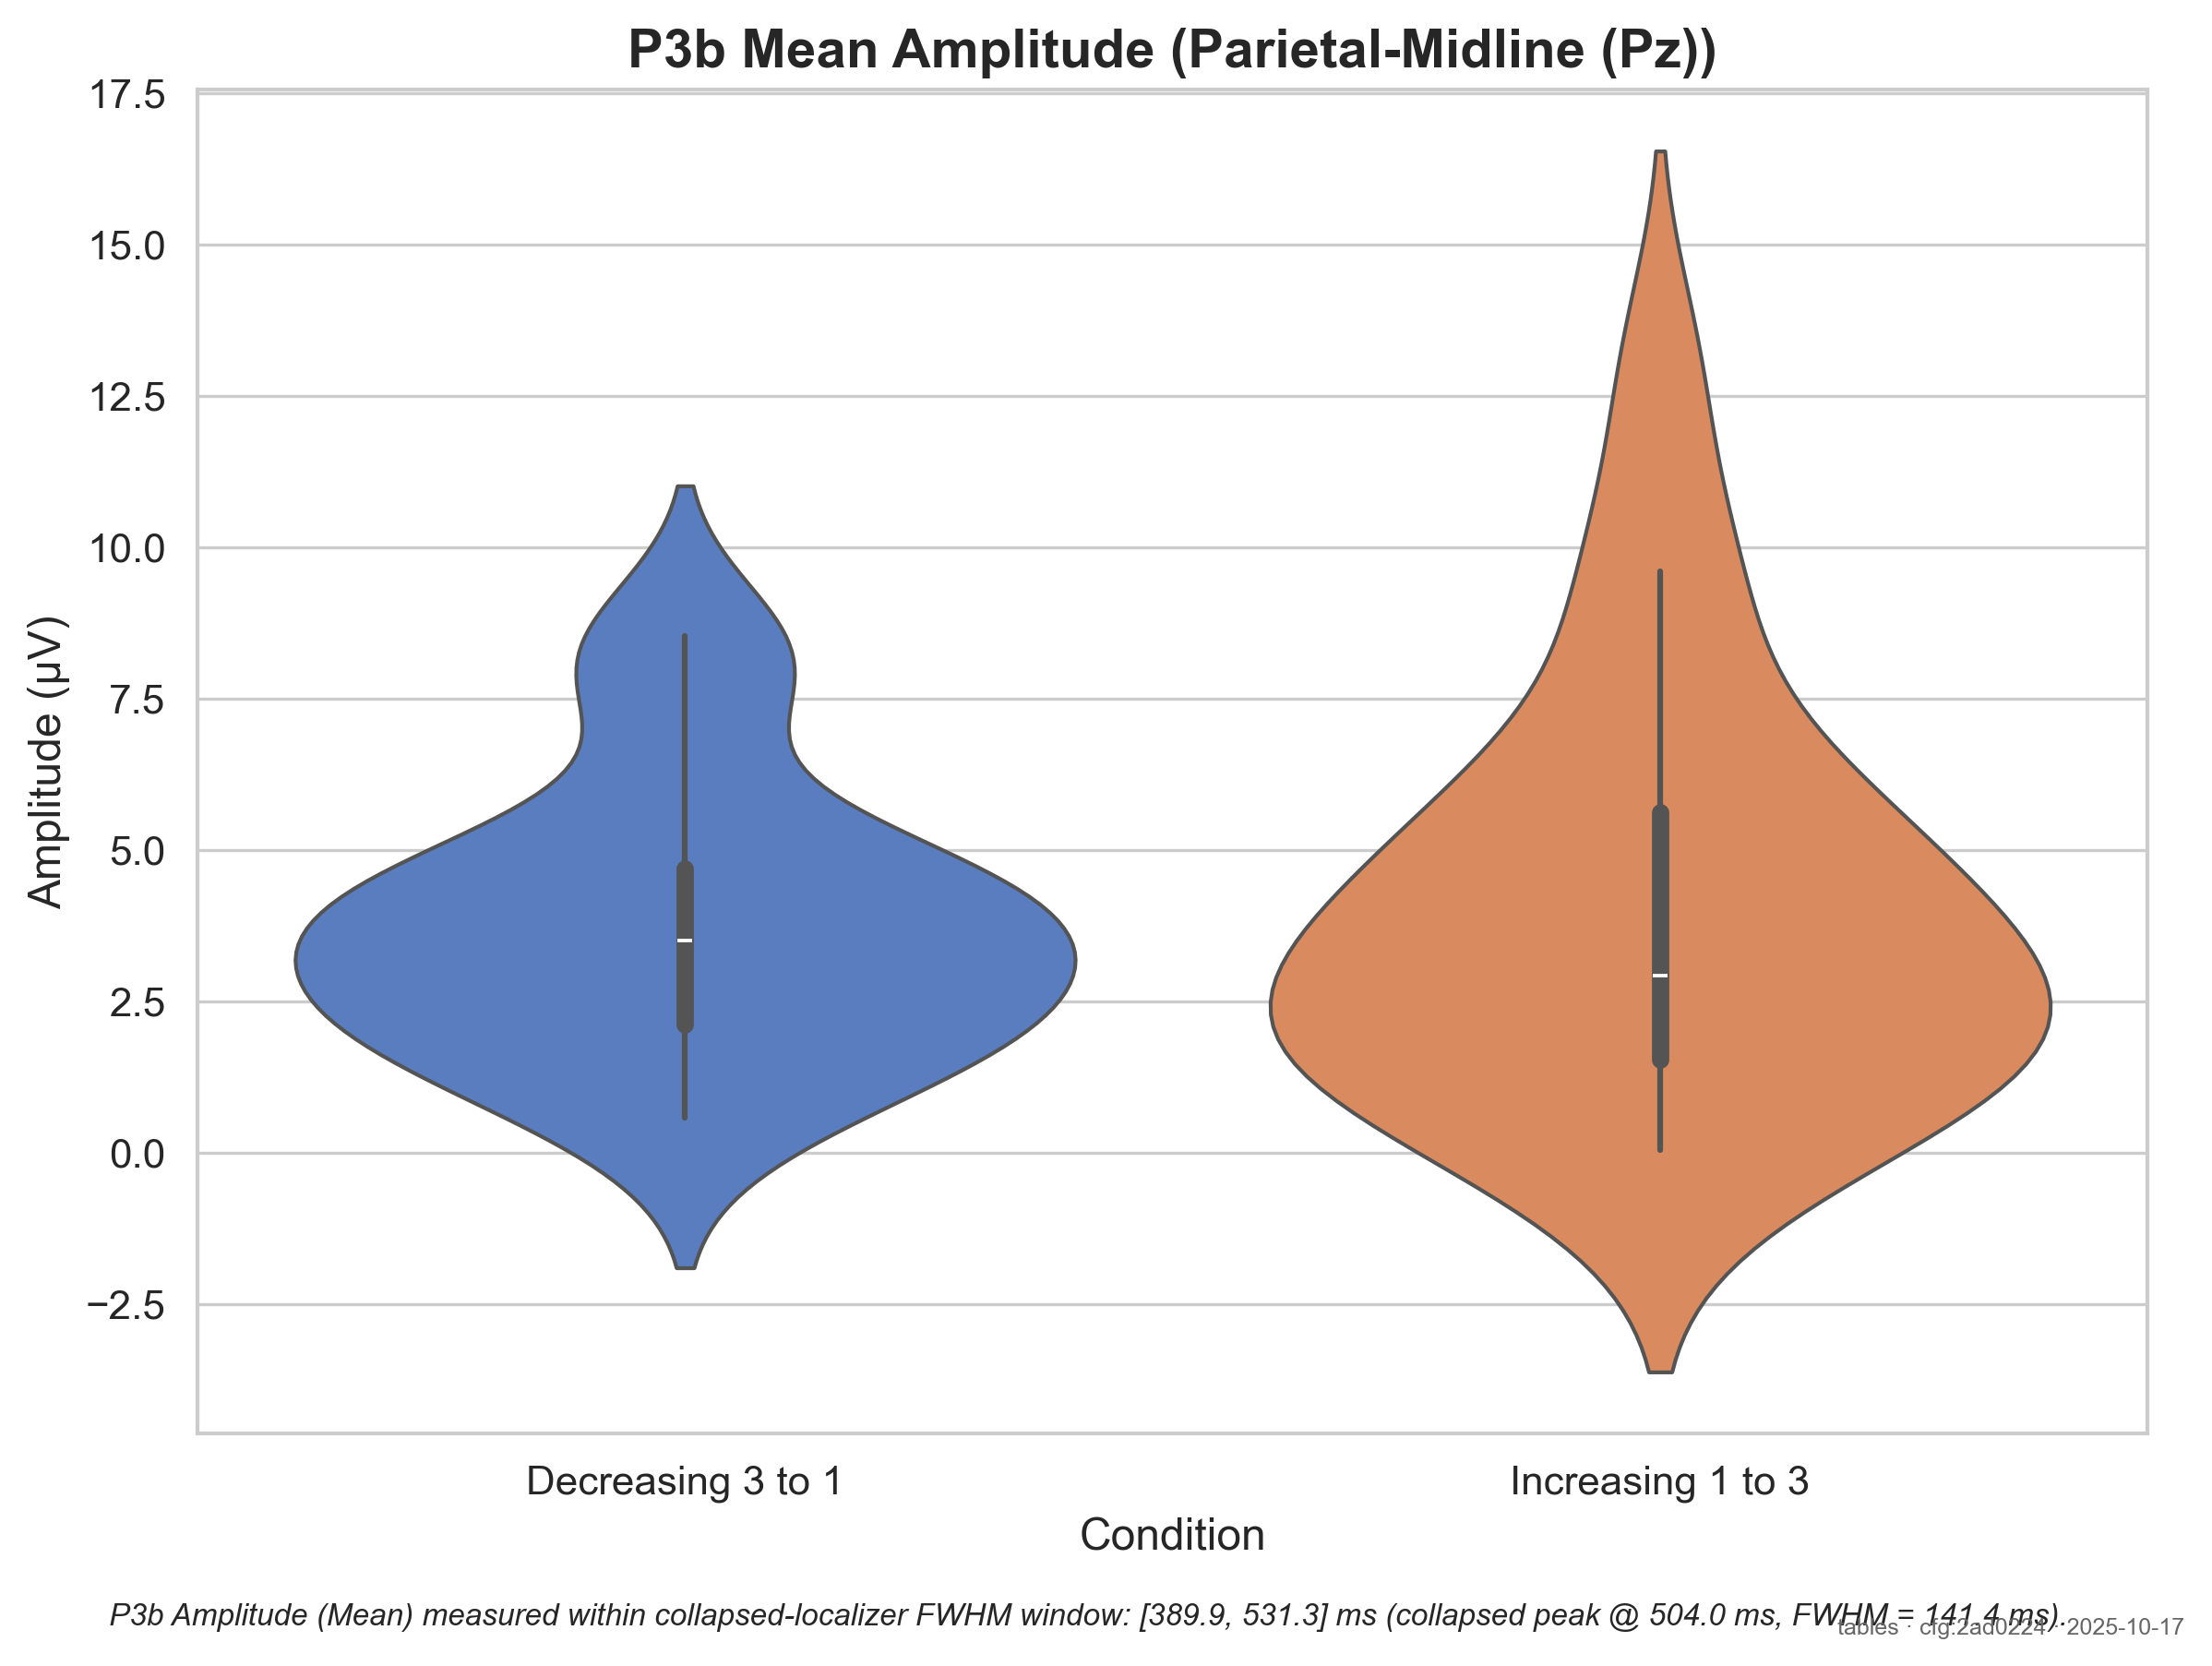 P3b Mean Amplitude (Parietal-Midline (Pz))
17.5
15.0
12.5
10.0
7.5
5.0
2.5
0.0
−2.5
Amplitude (µV)
Decreasing 3 to 1
Increasing 1 to 3
Condition
P3b Amplitude (Mean) measured within collapsed-localizer FWHM window: [389.9, 531.3] ms (collapsed peak @ 504.0 ms, FWHM = 141.4 ms).
tables · cfg:2ad0224 · 2025-10-17